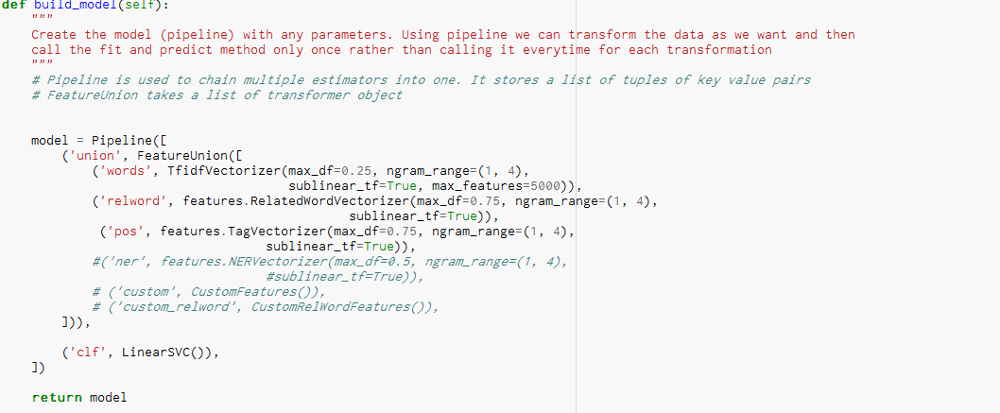 def build_model(self):
"""
Create the model (pipeline) with any parameters. Using pipeline we can transform the data as we want and then
call the fit and predict method only once rather than calling it everytime for each transformation
"""
# Pipeline is used to chain multiple estimators into one. It stores a list of tuples of key value pairs
# FeatureUnion takes a list of transformer object
model = Pipeline([
('union', FeatureUnion([
('words', TfidfVectorizer(max_df=0.25, ngram_range=(1, 4),
sublinear_tf=True, max_features=5000)),
('relword', features.RelatedWordVectorizer(max_df=0.75, ngram_range=(1, 4),
sublinear_tf=True)),
('pos', features.TagVectorizer(max_df=0.75, ngram_range=(1, 4),
sublinear_tf=True)),
#('ner', features.NERVectorizer(max_df=0.5, ngram_range=(1, 4),
#sublinear_tf=True)),
# ('custom', CustomFeatures()),
# ('custom_relword', CustomRelWordFeatures()),
])),
('clf', LinearSVC()),
])
return model